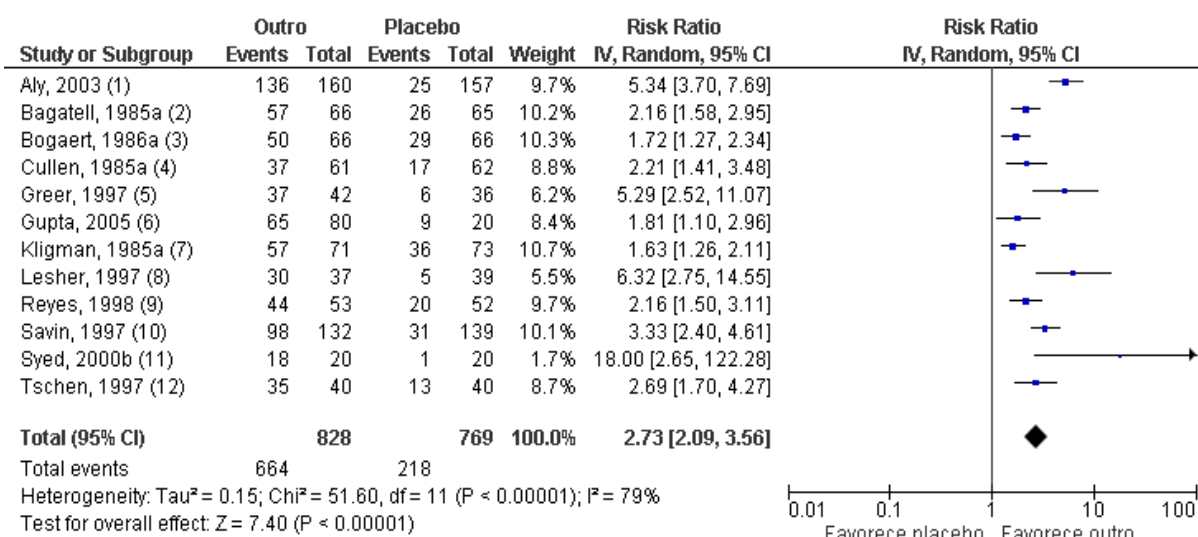 Outro Placebo Risk Ratio Risk Ratio
Study or Subgroup Events Total Events Total Weight IV, Random, 95% CI IV, Random, 95% CI
Aly, 2003 (1) 136 160 25 157 9.7% 5.34 [3.70, 7.69]
Bagatell, 1985a (2) 57 66 26 65 10.2% 2.16 [1.58, 2.95]
Bogaert, 1986a (3) 50 66 29 66 10.3% 1.72 [1.27, 2.34]
Cullen, 1985a (4) 37 61 17 62 8.8% 2.21 [1.41, 3.48]
Greer, 1997 (5) 37 42 6 36 6.2% 5.29 [2.52, 11.07]
Gupta, 2005 (6) 65 80 9 20 8.4% 1.81 [1.10, 2.96]
Kligman, 1985a (7) 57 71 36 73 10.7% 1.63 [1.26, 2.11]
Lesher, 1997 (8) 30 37 5 39 5.5% 6.32 [2.75, 14.55]
Reyes, 1998 (9) 44 53 20 52 9.7% 2.16 [1.50, 3.11]
Savin, 1997 (10) 98 132 31 139 10.1% 3.33 [2.40, 4.61]
Syed, 2000b (11) 18 20 1 20 1.7% 18.00 [2.65, 122.28]
Tschen, 1997 (12) 35 40 13 40 8.7% 2.69 [1.70, 4.27]
Total (95% CI) 828 769 100.0% 2.73 [2.09, 3.56]
Total events 664 218
Heterogeneity: Tau² = 0.15; Chi² = 51.60, df = 11 (P < 0.00001); I² = 79%
Test for overall effect: Z = 7.40 (P < 0.00001)
0.01 0.1 1 10 100
Favorece placebo Favorece outro